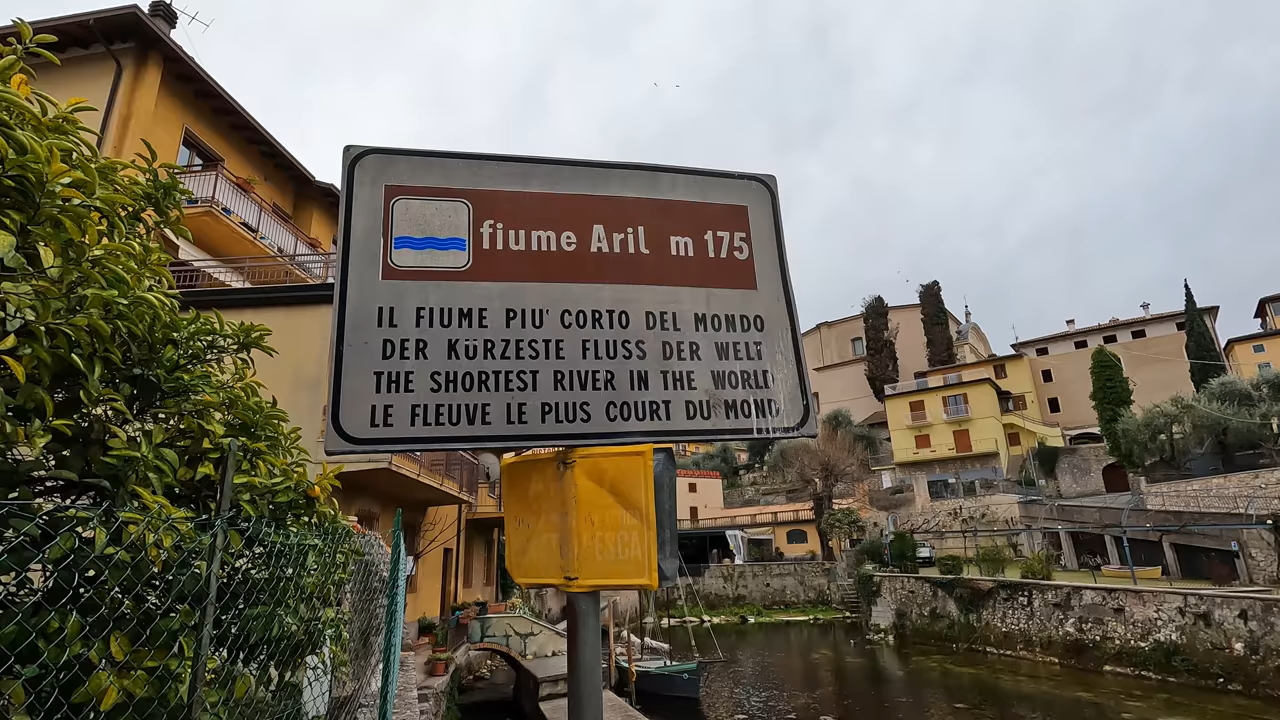 fiume Aril m 175
IL FIUME PIU' CORTO DEL MONDO
DER KÜRZESTE FLUSS DER WELT
THE SHORTEST RIVER IN THE WORLD
LE FLEUVE LE PLUS COURT DU MOND